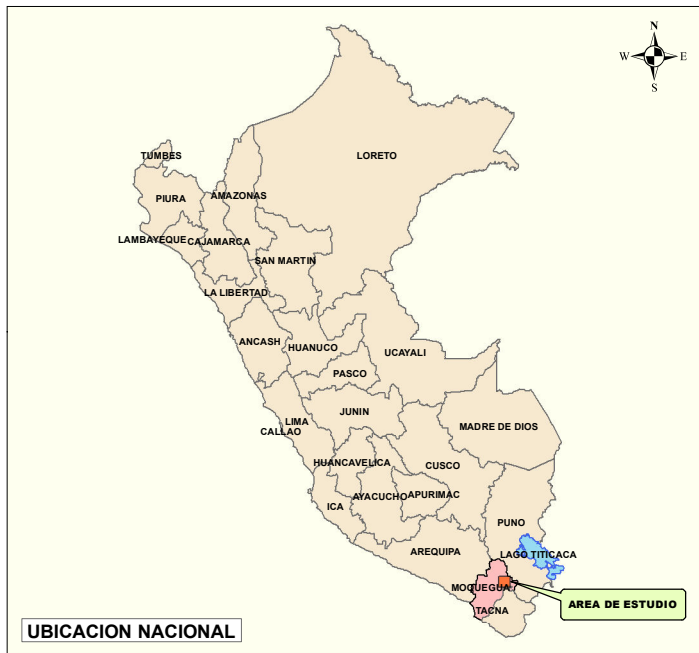 N
W E
S
LORETO
TUMBES
PIURA
AMAZONAS
LAMBAYEQUE
CAJAMARCA
SAN MARTIN
LA LIBERTAD
ANCASH
HUANUCO
UCAYALI
PASCO
JUNIN
LIMA
CALLAO
MADRE DE DIOS
HUANCAVELICA
CUSCO
AYACUCHO
APURIMAC
ICA
PUNO
AREQUIPA
LAGO TITICACA
MOQUEGUA
AREA DE ESTUDIO
TACNA
UBICACION NACIONAL